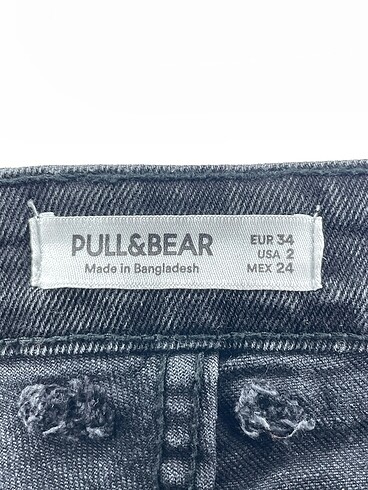 PULL&BEAR
Made in Bangladesh
EUR 34
USA 2
MEX 24